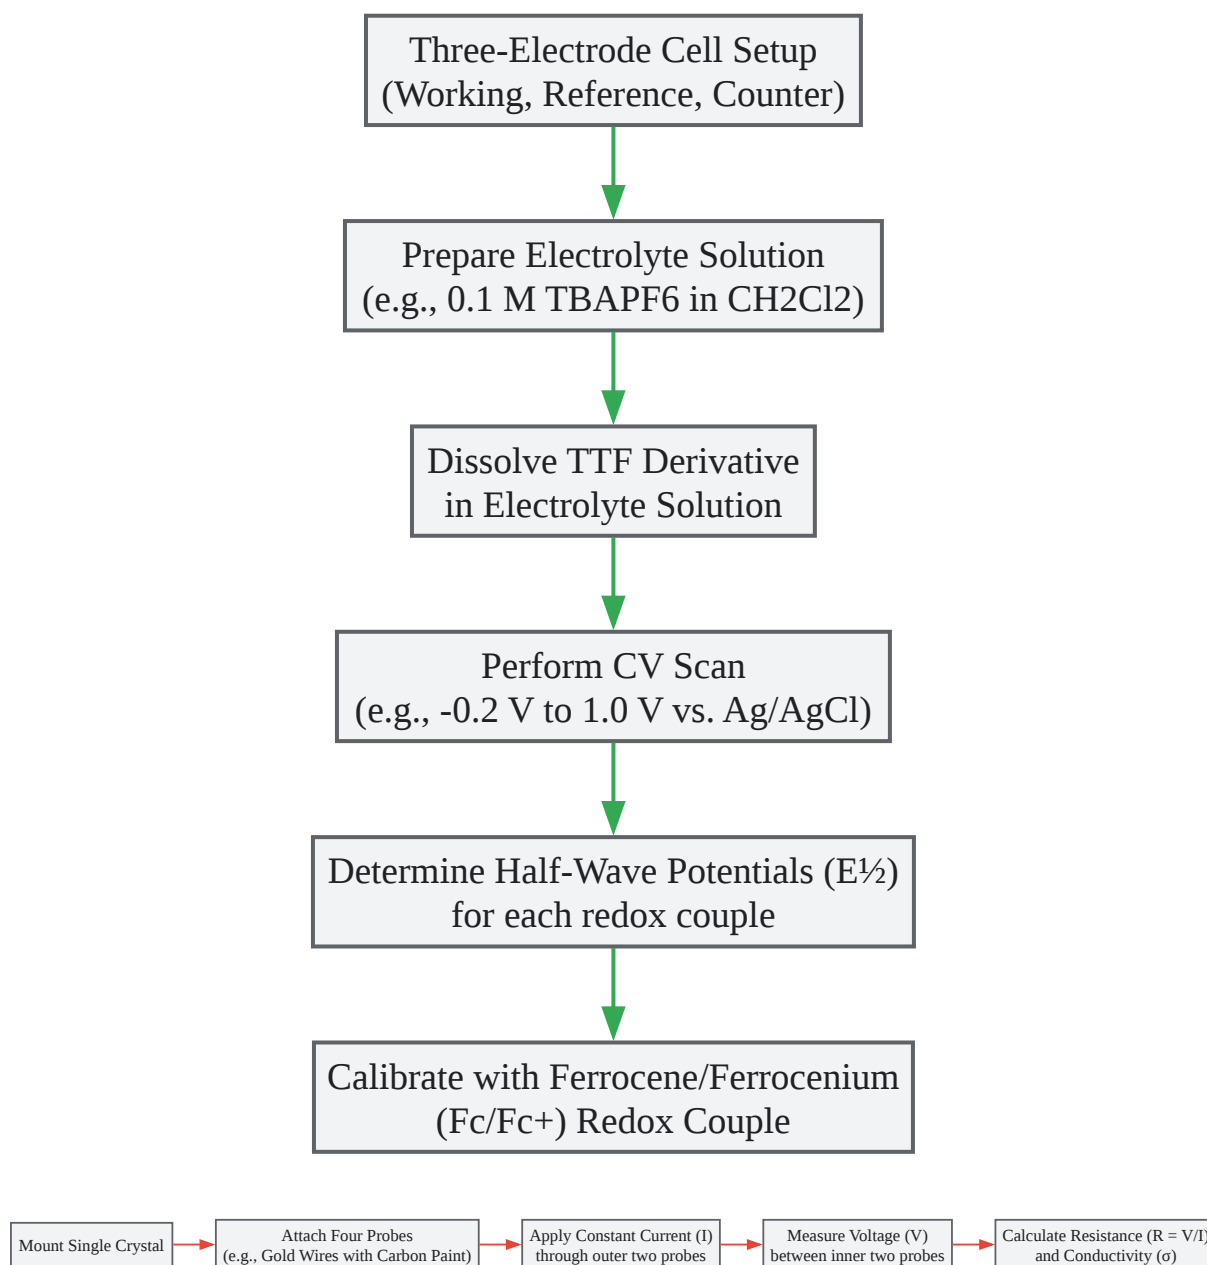 Three-Electrode Cell Setup
(Working, Reference, Counter)
Prepare Electrolyte Solution
(e.g., 0.1 M TBAPF6 in CH2Cl2)
Dissolve TTF Derivative
in Electrolyte Solution
Perform CV Scan
(e.g., -0.2 V to 1.0 V vs. Ag/AgCl)
Determine Half-Wave Potentials (E½)
for each redox couple
Calibrate with Ferrocene/Ferrocenium
(Fc/Fc+) Redox Couple
Mount Single Crystal
Attach Four Probes
(e.g., Gold Wires with Carbon Paint)
Apply Constant Current (I)
through outer two probes
Measure Voltage (V)
between inner two probes
Calculate Resistance (R = V/I)
and Conductivity (σ)